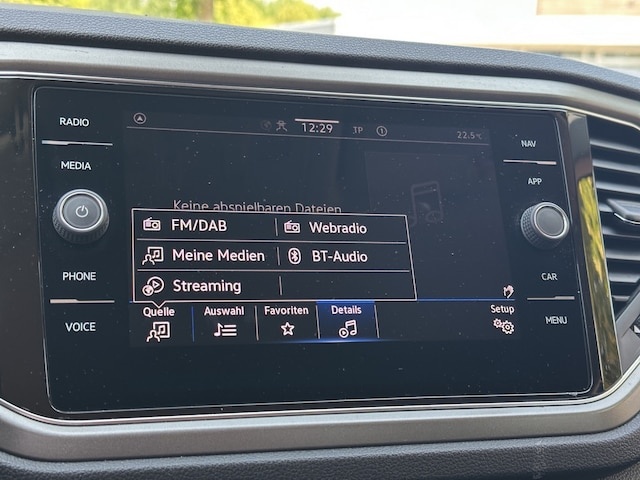 RADIO
MEDIA
PHONE
VOICE
12:29
TP
22.5°C
Keine abspielbaren Dateien
FM/DAB
Webradio
Meine Medien
BT-Audio
Streaming
Quelle
Auswahl
Favoriten
Details
Setup
NAV
APP
CAR
MENU